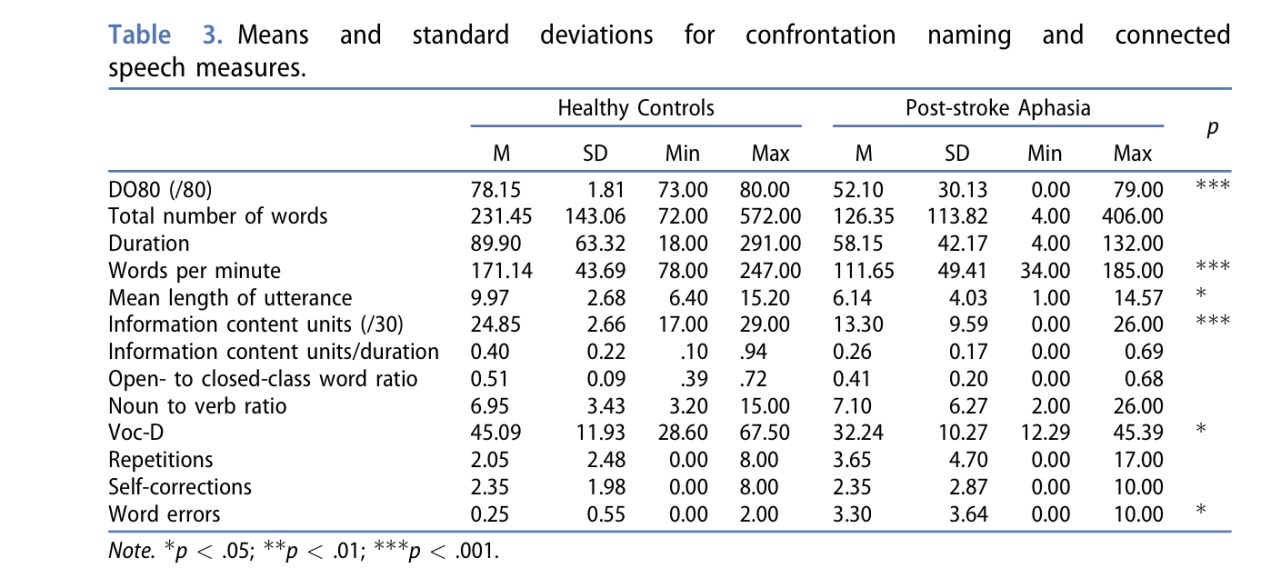 Table 3. Means and standard deviations for confrontation naming and connected
speech measures.
Healthy Controls Post-stroke Aphasia
p
M SD Min Max M SD Min Max
DO80 (/80) 78.15 1.81 73.00 80.00 52.10 30.13 0.00 79.00 ***
Total number of words 231.45 143.06 72.00 572.00 126.35 113.82 4.00 406.00
Duration 89.90 63.32 18.00 291.00 58.15 42.17 4.00 132.00
Words per minute 171.14 43.69 78.00 247.00 111.65 49.41 34.00 185.00 ***
Mean length of utterance 9.97 2.68 6.40 15.20 6.14 4.03 1.00 14.57 *
Information content units (/30) 24.85 2.66 17.00 29.00 13.30 9.59 0.00 26.00 ***
Information content units/duration 0.40 0.22 .10 .94 0.26 0.17 0.00 0.69
Open- to closed-class word ratio 0.51 0.09 .39 .72 0.41 0.20 0.00 0.68
Noun to verb ratio 6.95 3.43 3.20 15.00 7.10 6.27 2.00 26.00
Voc-D 45.09 11.93 28.60 67.50 32.24 10.27 12.29 45.39 *
Repetitions 2.05 2.48 0.00 8.00 3.65 4.70 0.00 17.00
Self-corrections 2.35 1.98 0.00 8.00 2.35 2.87 0.00 10.00
Word errors 0.25 0.55 0.00 2.00 3.30 3.64 0.00 10.00 *
Note. *p < .05; **p < .01; ***p < .001.